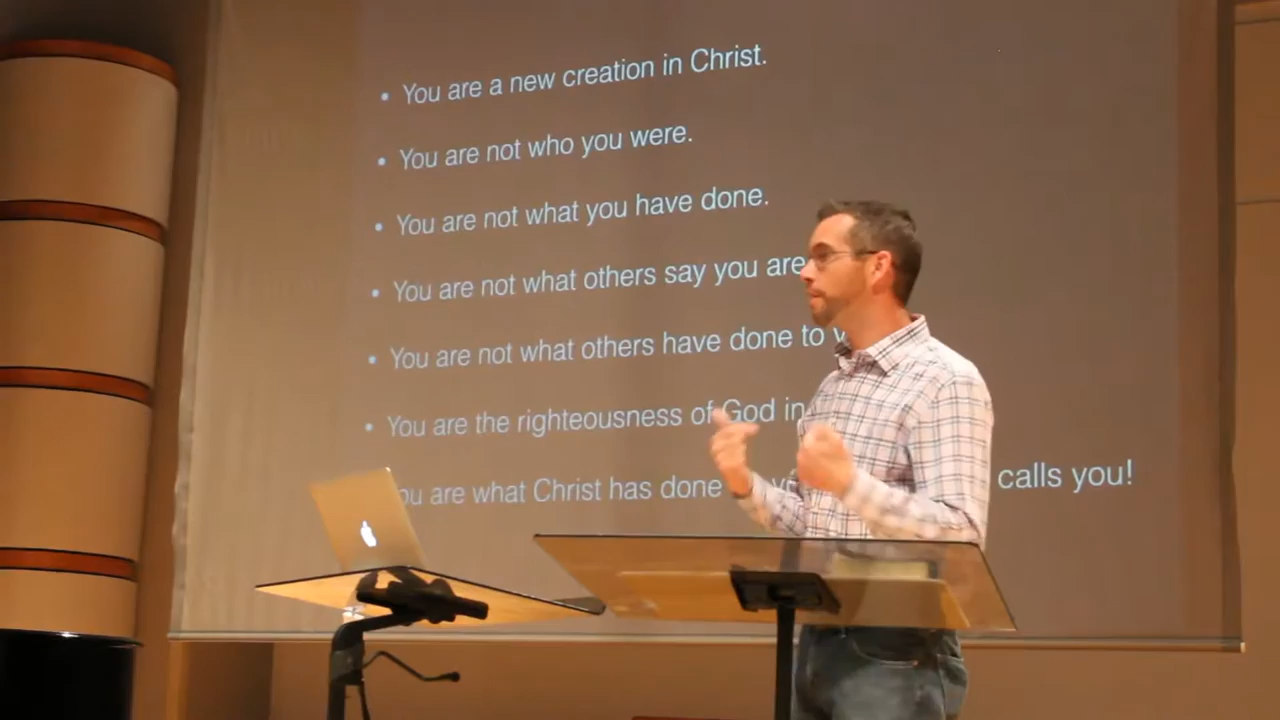 • You are a new creation in Christ.
• You are not who you were.
• You are not what you have done.
• You are not what others say you are
• You are not what others have done to
• You are the righteousness of God in
are what Christ has done calls you!